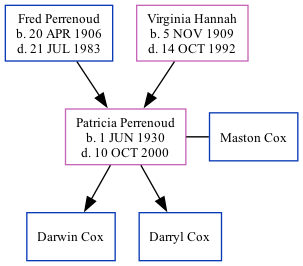 Fred Perrenoud
b. 20 APR 1906
d. 21 JUL 1983
Virginia Hannah
b. 5 NOV 1909
d. 14 OCT 1992
Patricia Perrenoud
b. 1 JUN 1930
d. 10 OCT 2000
Maston Cox
Darwin Cox
Darryl Cox